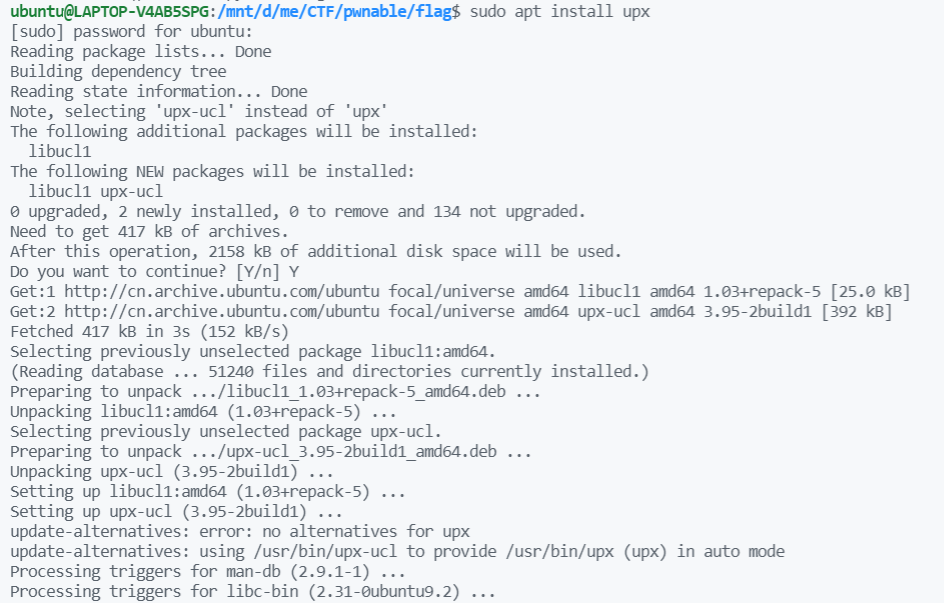 ubuntu@LAPTOP-V4AB5SPG:/mnt/d/me/CTF/pwnable/flag$ sudo apt install upx
[sudo] password for ubuntu:
Reading package lists... Done
Building dependency tree
Reading state information... Done
Note, selecting 'upx-ucl' instead of 'upx'
The following additional packages will be installed:
  libucl1
The following NEW packages will be installed:
  libucl1 upx-ucl
0 upgraded, 2 newly installed, 0 to remove and 134 not upgraded.
Need to get 417 kB of archives.
After this operation, 2158 kB of additional disk space will be used.
Do you want to continue? [Y/n] Y
Get:1 http://cn.archive.ubuntu.com/ubuntu focal/universe amd64 libucl1 amd64 1.03+repack-5 [25.0 kB]
Get:2 http://cn.archive.ubuntu.com/ubuntu focal/universe amd64 upx-ucl amd64 3.95-2build1 [392 kB]
Fetched 417 kB in 3s (152 kB/s)
Selecting previously unselected package libucl1:amd64.
(Reading database ... 51240 files and directories currently installed.)
Preparing to unpack .../libucl1_1.03+repack-5_amd64.deb ...
Unpacking libucl1:amd64 (1.03+repack-5) ...
Selecting previously unselected package upx-ucl.
Preparing to unpack .../upx-ucl_3.95-2build1_amd64.deb ...
Unpacking upx-ucl (3.95-2build1) ...
Setting up libucl1:amd64 (1.03+repack-5) ...
Setting up upx-ucl (3.95-2build1) ...
update-alternatives: error: no alternatives for upx
update-alternatives: using /usr/bin/upx-ucl to provide /usr/bin/upx (upx) in auto mode
Processing triggers for man-db (2.9.1-1) ...
Processing triggers for libc-bin (2.31-0ubuntu9.2) ...